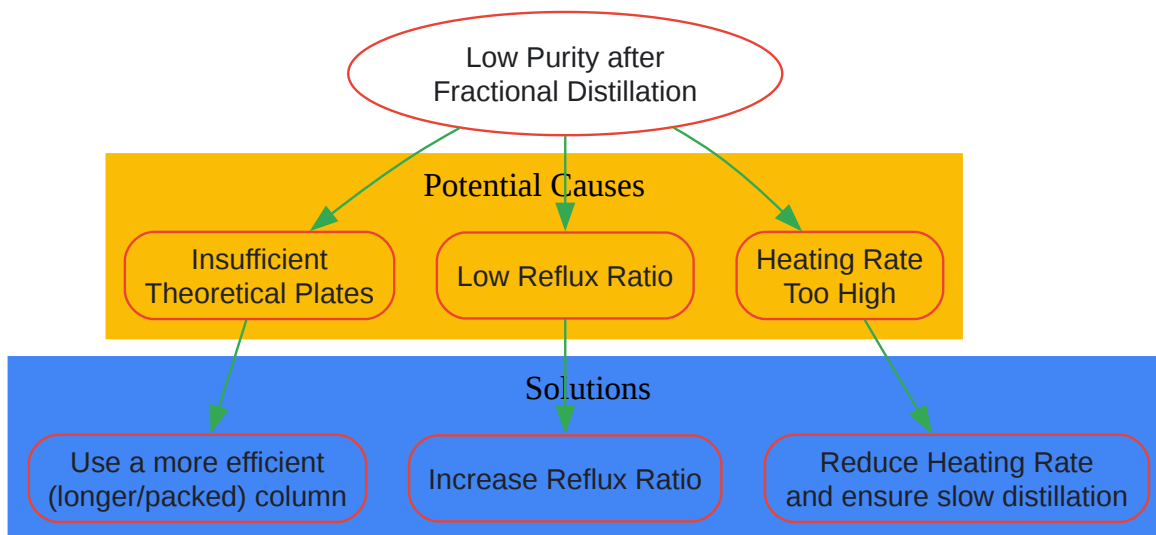 Low Purity after
Fractional Distillation
Potential Causes
Insufficient
Theoretical Plates
Low Reflux Ratio
Heating Rate
Too High
Solutions
Use a more efficient
(longer/packed) column
Increase Reflux Ratio
Reduce Heating Rate
and ensure slow distillation